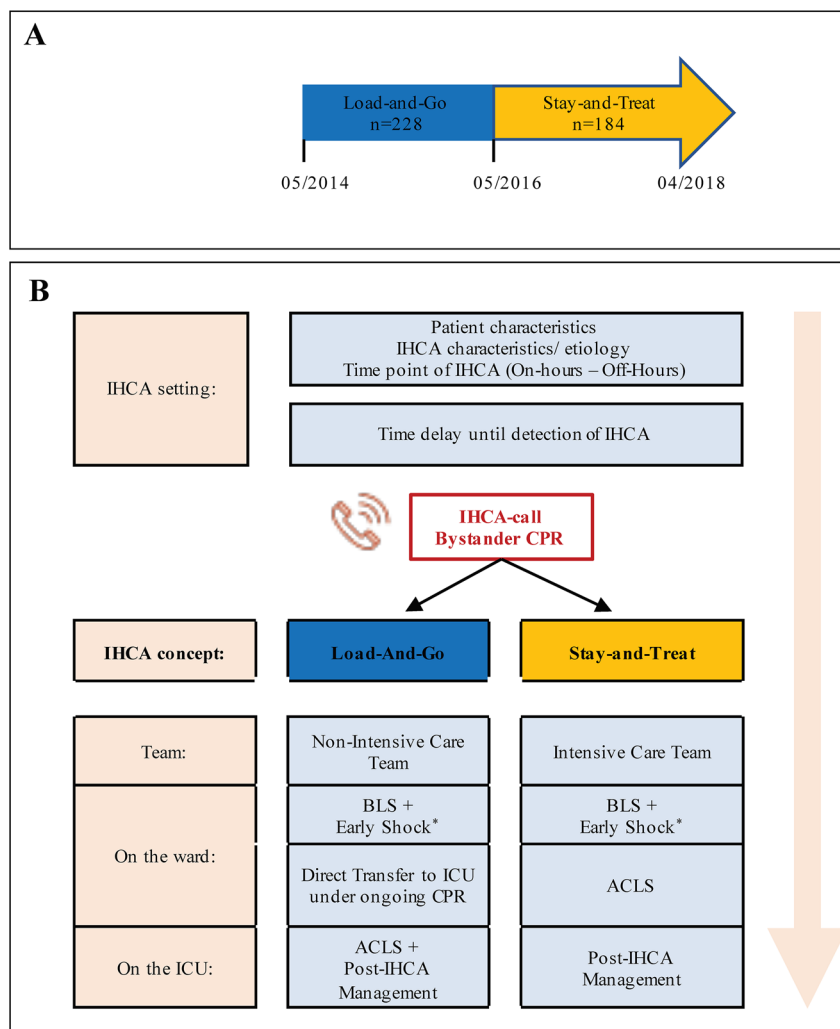 A
Load-and-Go
n=228
Stay-and-Treat
n=184
05/2014
05/2016
04/2018
B
IHCA setting:
Patient characteristics
IHCA characteristics/ etiology
Time point of IHCA (On-hours – Off-Hours)
Time delay until detection of IHCA
IHCA-call
Bystander CPR
IHCA concept:
Load-And-Go
Stay-and-Treat
Team:
Non-Intensive Care
Team
Intensive Care Team
On the ward:
BLS +
Early Shock*
BLS +
Early Shock*
Direct Transfer to ICU
under ongoing CPR
ACLS
On the ICU:
ACLS +
Post-IHCA
Management
Post-IHCA
Management